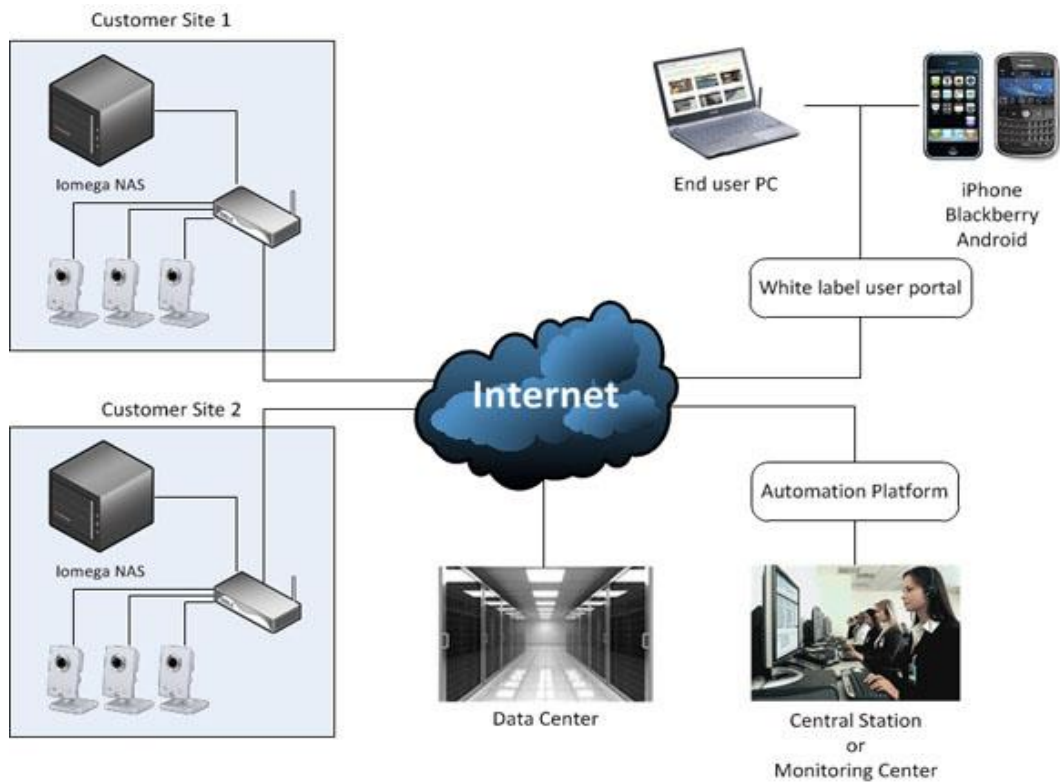 Customer Site 1
Iomega NAS
End user PC
iPhone
Blackberry
Android
White label user portal
Internet
Customer Site 2
Iomega NAS
Automation Platform
Data Center
Central Station
or
Monitoring Center